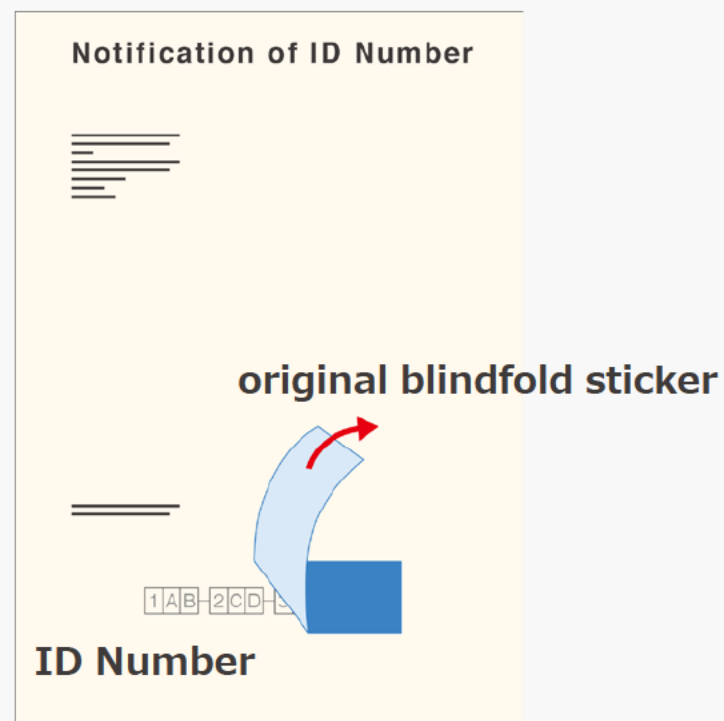 Notification of ID Number
original blindfold sticker
1AB-2CD-
ID Number